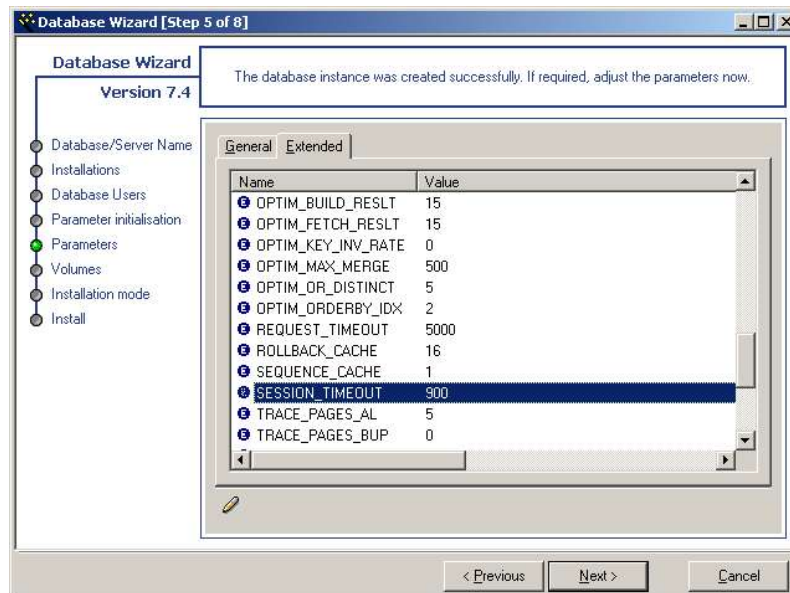 Database Wizard [Step 5 of 8]
Database Wizard
Version 7.4
The database instance was created successfully. If required, adjust the parameters now.
Database/Server Name
Installations
Database Users
Parameter initialisation
Parameters
Volumes
Installation mode
Install
General Extended
Name Value
OPTIM_BUILD_RESLT 15
OPTIM_FETCH_RESLT 15
OPTIM_KEY_INV_RATE 0
OPTIM_MAX_MERGE 500
OPTIM_OR_DISTINCT 5
OPTIM_ORDERBY_IDX 2
REQUEST_TIMEOUT 5000
ROLLBACK_CACHE 16
SEQUENCE_CACHE 1
SESSION_TIMEOUT 900
TRACE_PAGES_AL 5
TRACE_PAGES_BUP 0
< Previous Next > Cancel